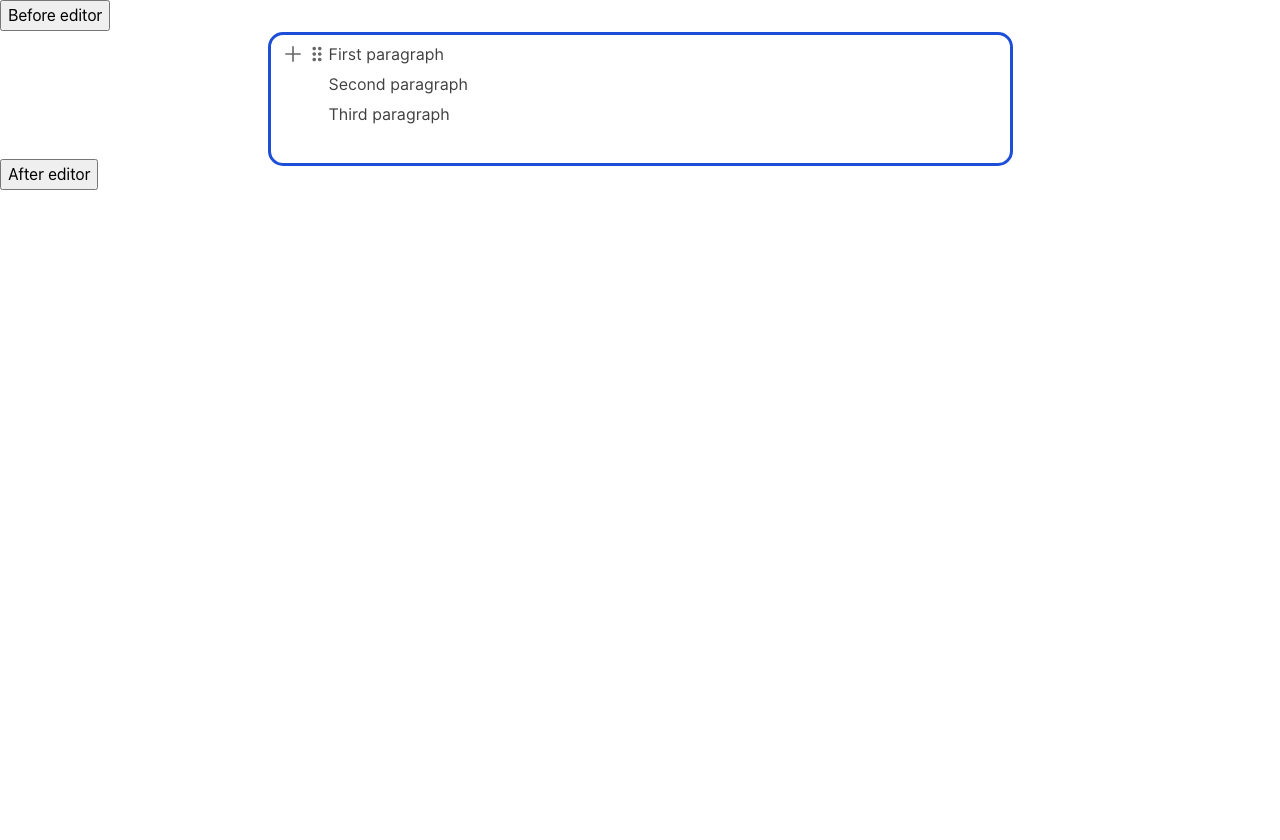 Before editor
First paragraph
Second paragraph
Third paragraph
After editor